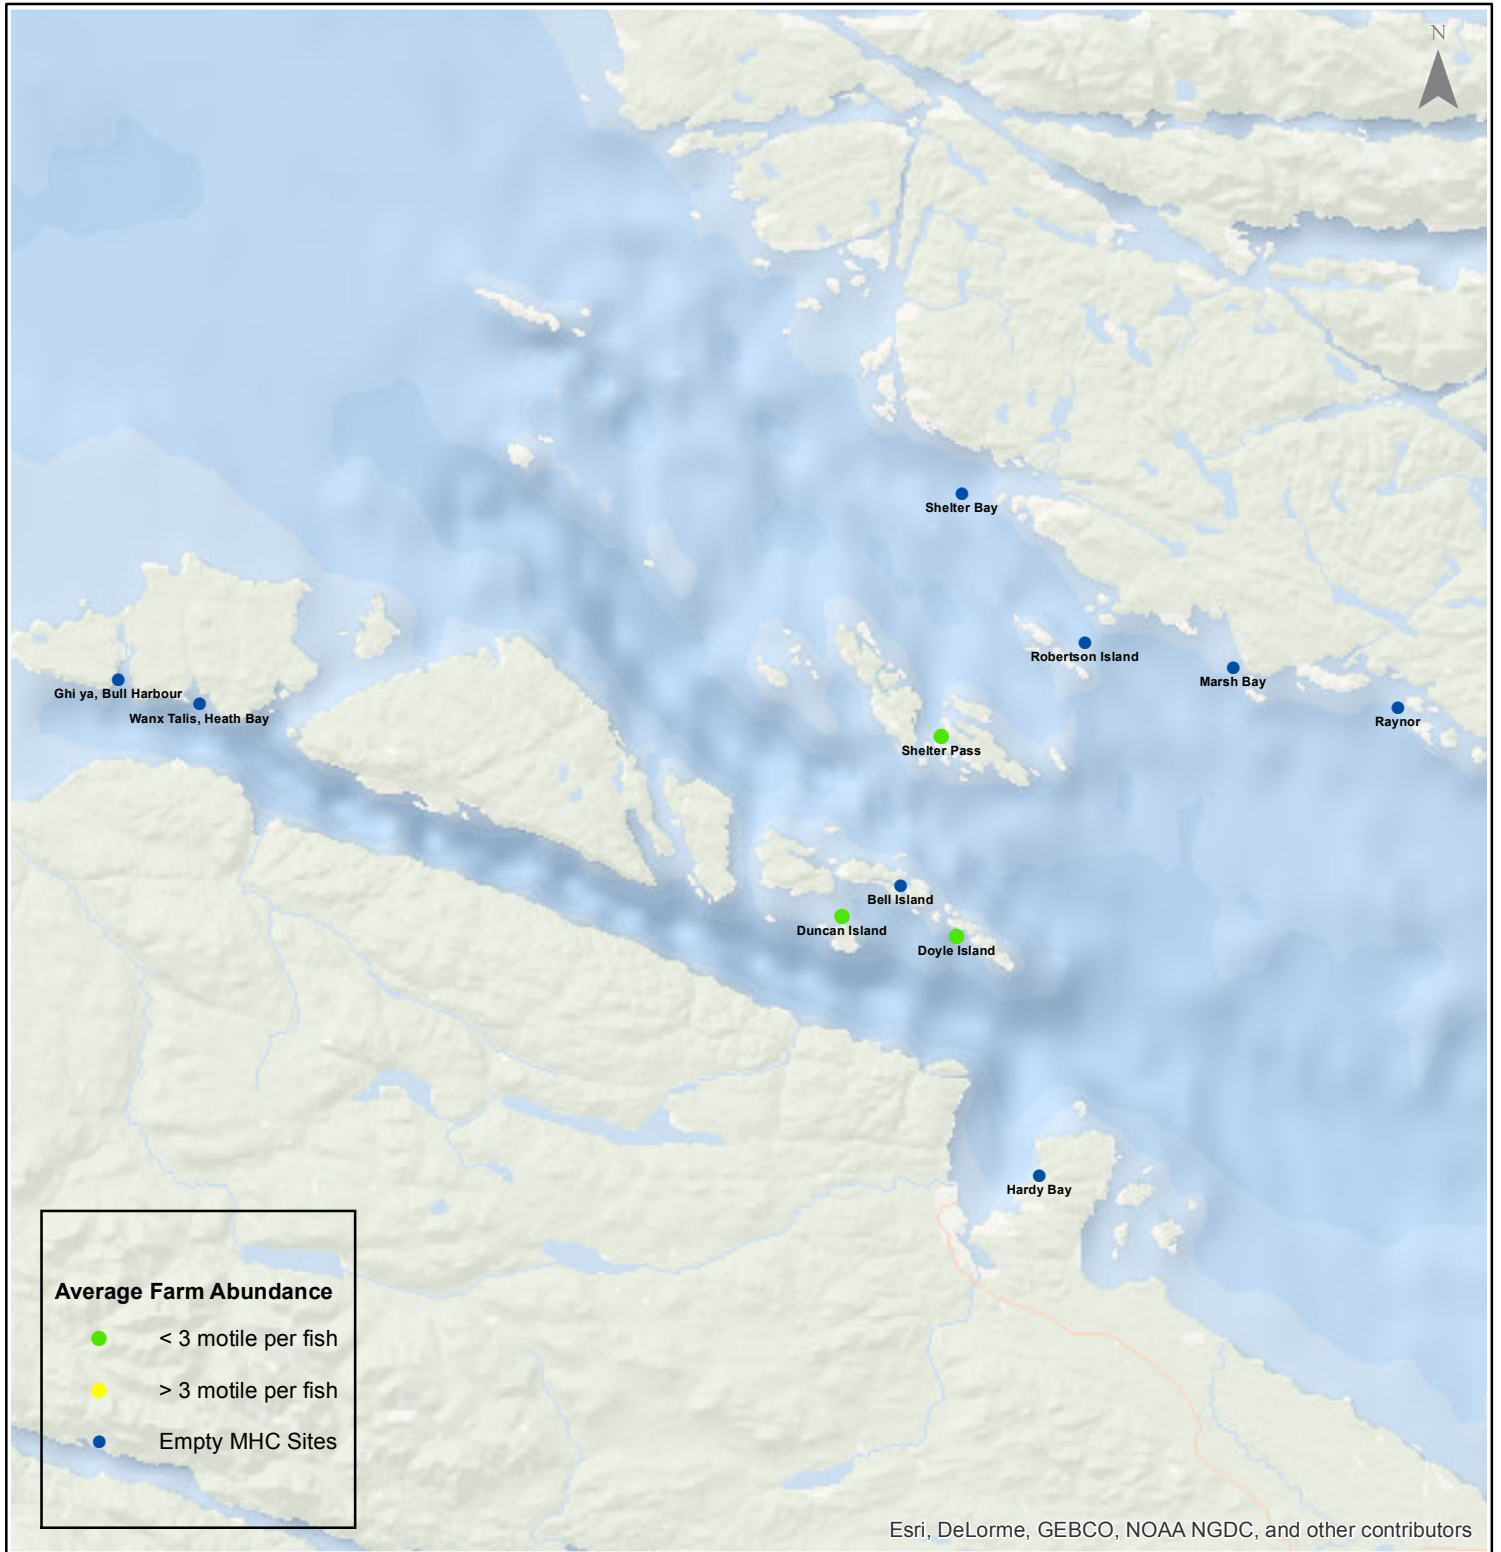 N
Shelter Bay
Robertson Island
Marsh Bay
Ghi ya, Bull Harbour
Wanx Talis, Heath Bay
Raynor
Shelter Pass
Bell Island
Duncan Island
Doyle Island
Hardy Bay
Average Farm Abundance
< 3 motile per fish
> 3 motile per fish
Empty MHC Sites
Esri, DeLorme, GEBCO, NOAA NGDC, and other contributors